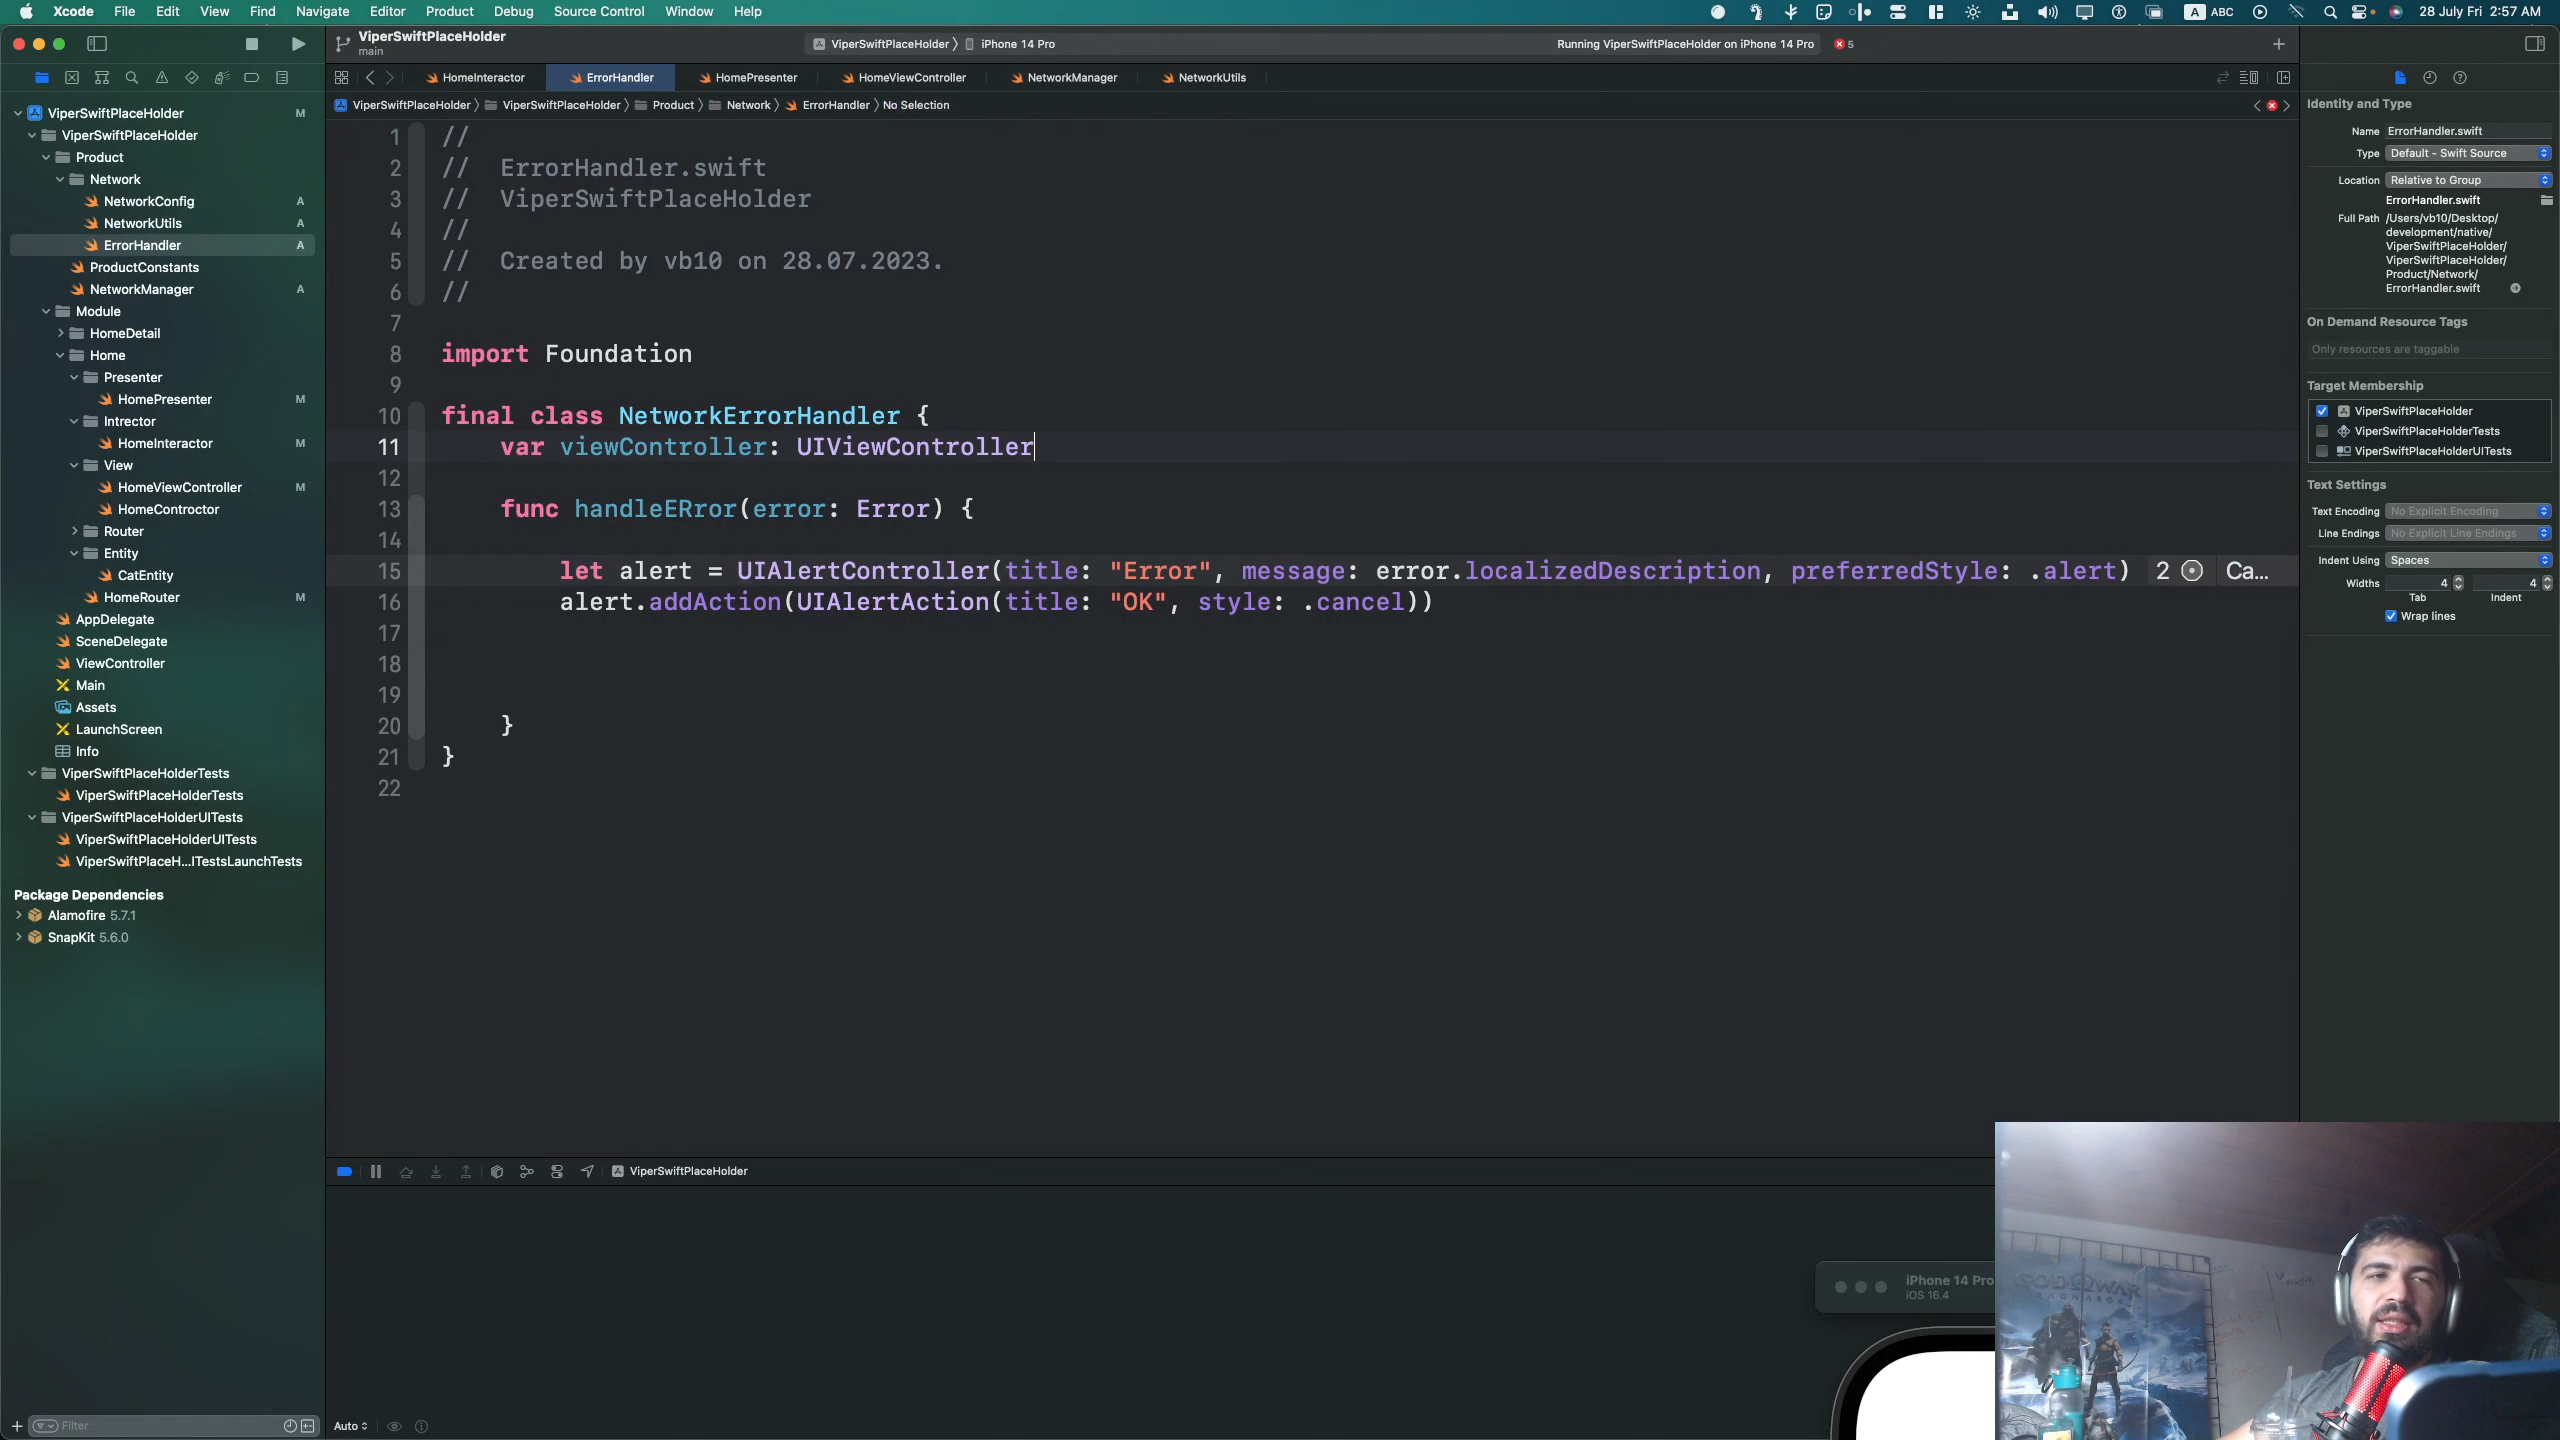 Xcode File Edit View Find Navigate Editor Product Debug Source Control Window Help
A ABC 28 July Fri 2:57 AM
ViperSwiftPlaceHolder
main
ViperSwiftPlaceHolder iPhone 14 Pro
Running ViperSwiftPlaceHolder on iPhone 14 Pro 5
HomeInteractor ErrorHandler HomePresenter HomeViewController NetworkManager NetworkUtils
ViperSwiftPlaceHolder ViperSwiftPlaceHolder Product Network ErrorHandler No Selection
ViperSwiftPlaceHolder M
ViperSwiftPlaceHolder
Product
Network
NetworkConfig A
NetworkUtils A
ErrorHandler A
ProductConstants
NetworkManager A
Module
HomeDetail
Home
Presenter
HomePresenter M
Intrector
HomeInteractor M
View
HomeViewController M
HomeControctor
Router
Entity
CatEntity
HomeRouter M
AppDelegate
SceneDelegate
ViewController
Main
Assets
LaunchScreen
Info
ViperSwiftPlaceHolderTests
ViperSwiftPlaceHolderTests
ViperSwiftPlaceHolderUITests
ViperSwiftPlaceHolderUITests
ViperSwiftPlaceH...ITestsLaunchTests
Package Dependencies
Alamofire 5.7.1
SnapKit 5.6.0
Filter
1 //
2 //  ErrorHandler.swift
3 //  ViperSwiftPlaceHolder
4 //
5 //  Created by vb10 on 28.07.2023.
6 //
7
8 import Foundation
9
10 final class NetworkErrorHandler {
11     var viewController: UIViewController
12
13     func handleERror(error: Error) {
14
15         let alert = UIAlertController(title: "Error", message: error.localizedDescription, preferredStyle: .alert) 2 Ca...
16         alert.addAction(UIAlertAction(title: "OK", style: .cancel))
17
18
19
20     }
21 }
22
ViperSwiftPlaceHolder
Auto
iPhone 14 Pro
iOS 16.4
Identity and Type
Name ErrorHandler.swift
Type Default - Swift Source
Location Relative to Group
ErrorHandler.swift
Full Path /Users/vb10/Desktop/
development/native/
ViperSwiftPlaceHolder/
ViperSwiftPlaceHolder/
Product/Network/
ErrorHandler.swift
On Demand Resource Tags
Only resources are taggable
Target Membership
ViperSwiftPlaceHolder
ViperSwiftPlaceHolderTests
ViperSwiftPlaceHolderUITests
Text Settings
Text Encoding No Explicit Encoding
Line Endings No Explicit Line Endings
Indent Using Spaces
Widths 4 4
Tab Indent
Wrap lines
GOD OF WAR
RAGNARÖK